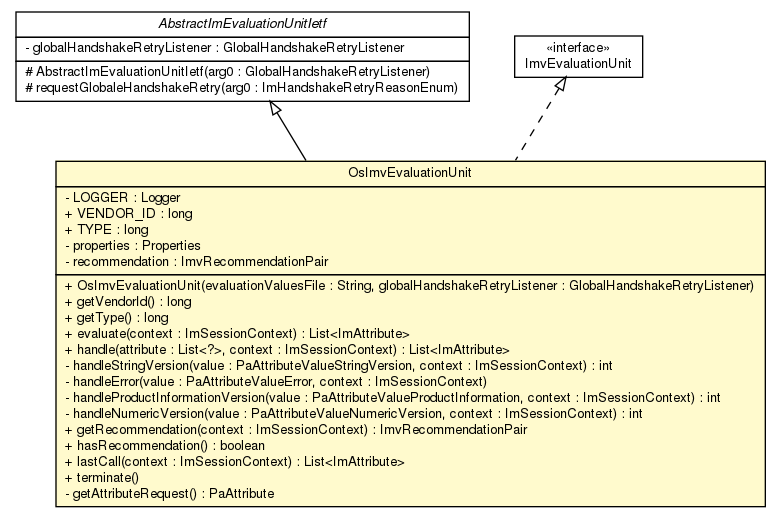 AbstractImEvaluationUnitIetf
- globalHandshakeRetryListener : GlobalHandshakeRetryListener
# AbstractImEvaluationUnitIetf(arg0 : GlobalHandshakeRetryListener)
# requestGlobaleHandshakeRetry(arg0 : ImHandshakeRetryReasonEnum)
«interface»
ImvEvaluationUnit
OsImvEvaluationUnit
- LOGGER : Logger
+ VENDOR_ID : long
+ TYPE : long
- properties : Properties
- recommendation : ImvRecommendationPair
+ OsImvEvaluationUnit(evaluationValuesFile : String, globalHandshakeRetryListener : GlobalHandshakeRetryListener)
+ getVendorId() : long
+ getType() : long
+ evaluate(context : ImSessionContext) : List<ImAttribute>
+ handle(attribute : List<?>, context : ImSessionContext) : List<ImAttribute>
- handleStringVersion(value : PaAttributeValueStringVersion, context : ImSessionContext) : int
- handleError(value : PaAttributeValueError, context : ImSessionContext)
- handleProductInformationVersion(value : PaAttributeValueProductInformation, context : ImSessionContext) : int
- handleNumericVersion(value : PaAttributeValueNumericVersion, context : ImSessionContext) : int
+ getRecommendation(context : ImSessionContext) : ImvRecommendationPair
+ hasRecommendation() : boolean
+ lastCall(context : ImSessionContext) : List<ImAttribute>
+ terminate()
- getAttributeRequest() : PaAttribute